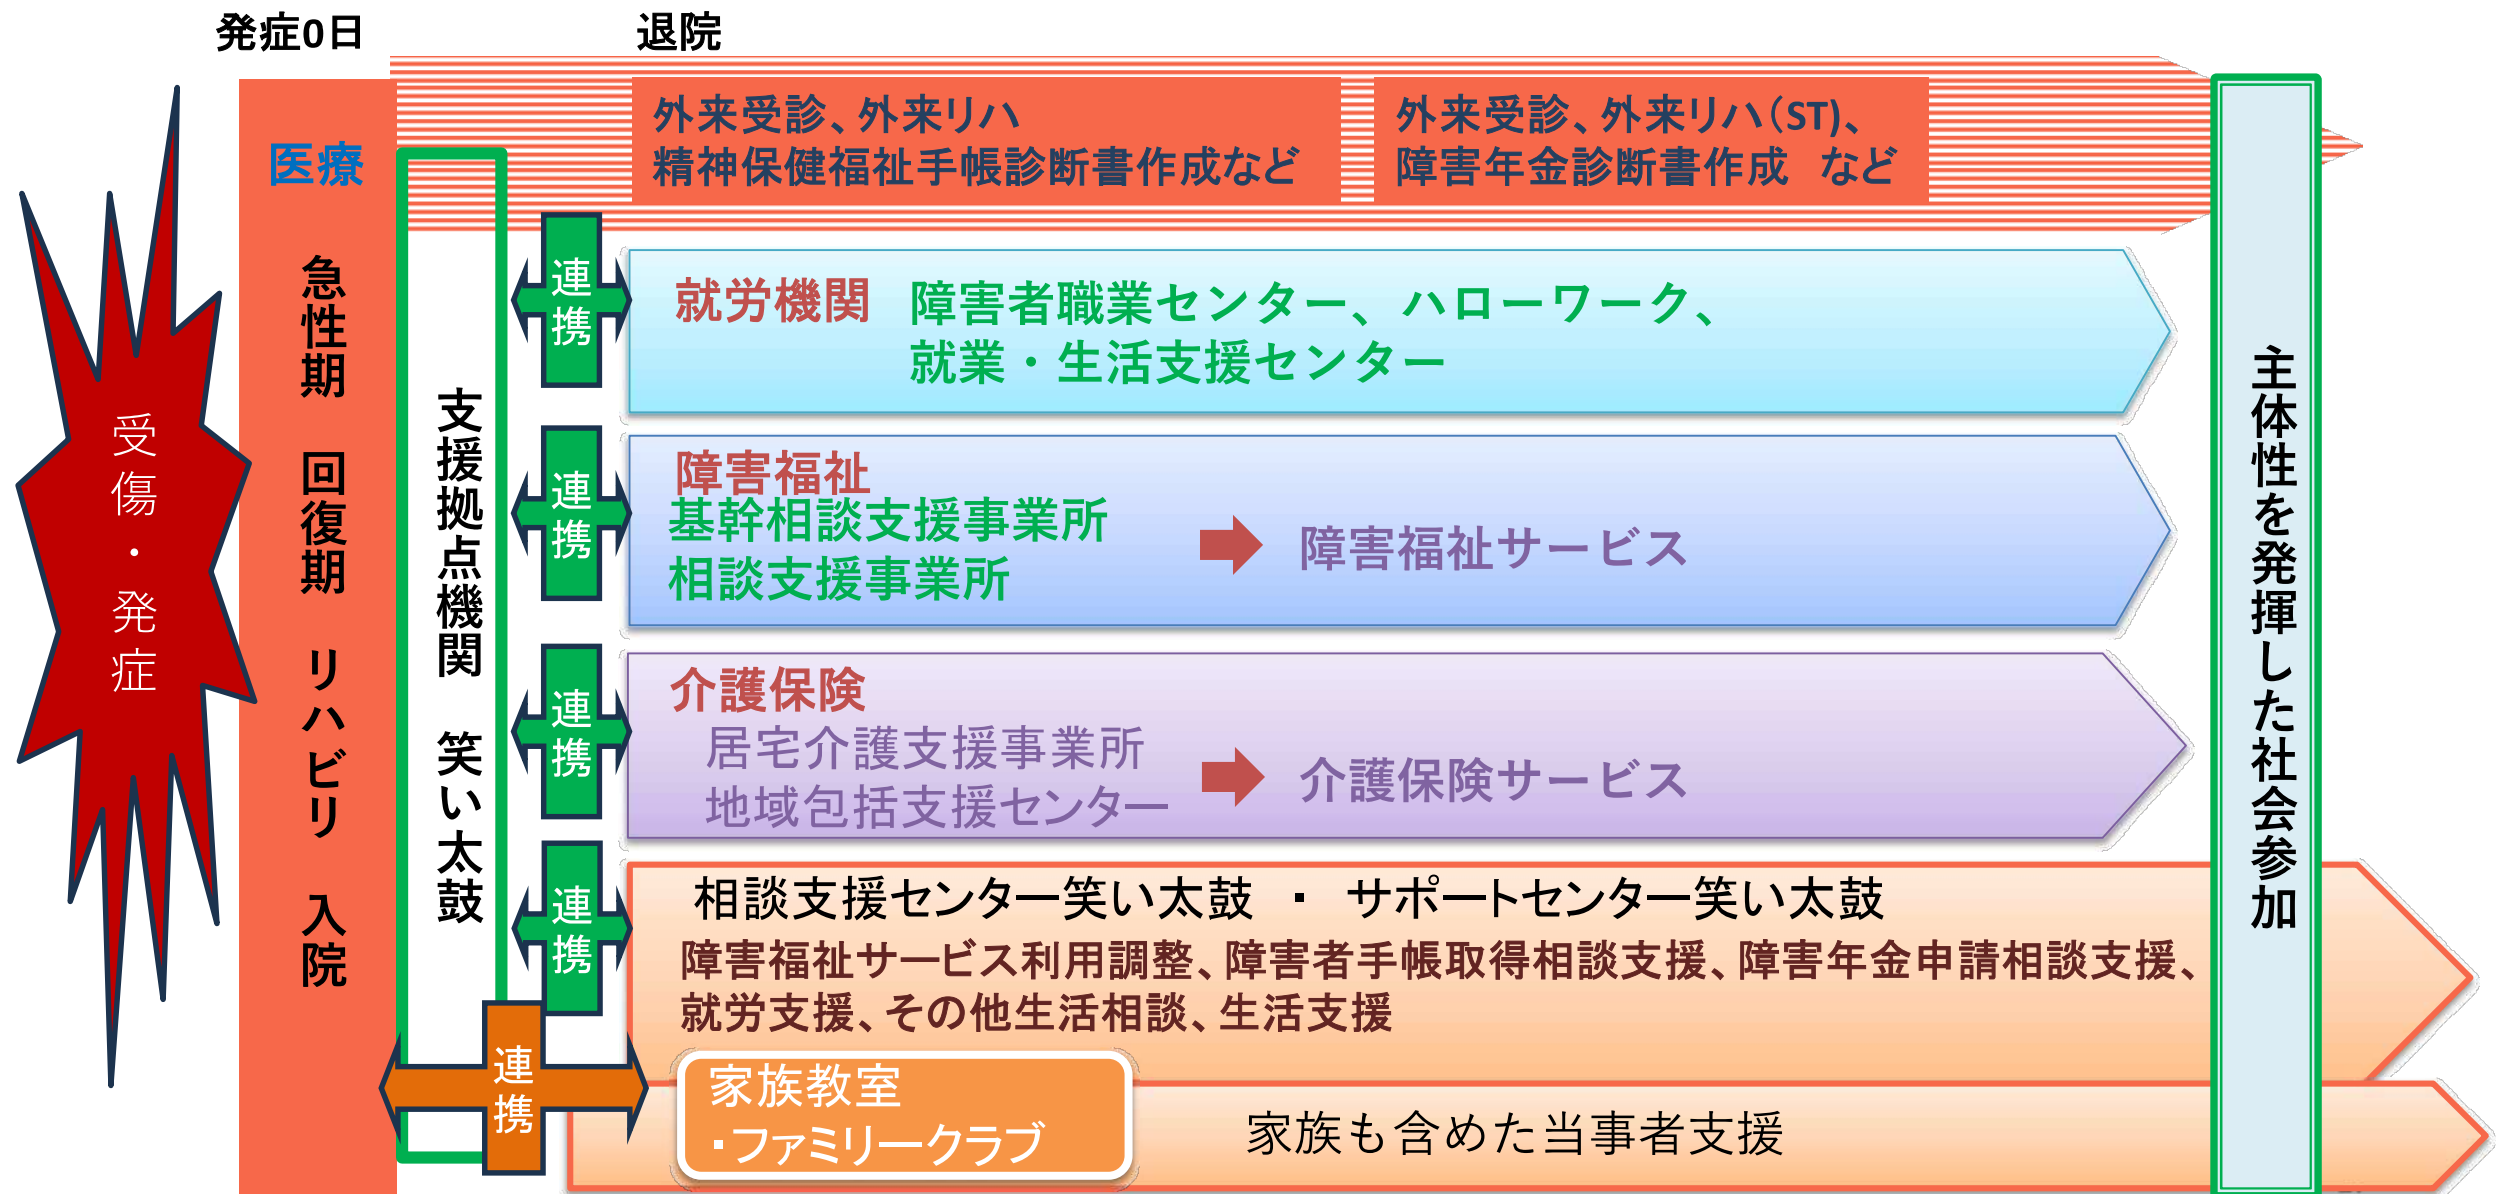 発症0日
退院
受傷・発症
医療
急性期　回復期　リハビリ　入院
支援拠点機関　笑い太鼓
外来受診、外来リハ
精神保健福祉手帳診断書作成など
外来受診、外来リハ（ST)、
障害年金診断書作成　など
連携
就労機関
障害者職業センター、ハローワーク、
就業・生活支援センター
連携
障害福祉
基幹相談支援事業所
相談支援事業所
障害福祉サービス
連携
介護保険
居宅介護支援事業所
地域包括支援センター
介護保険サービス
連携
相談支援センター笑い太鼓　・　サポートセンター笑い太鼓
障害福祉サービス利用調整、障害者手帳取得相談支援、障害年金申請相談支援、
就労支援、その他生活相談、生活支援
連携
家族教室
・ファミリークラブ
家族も含めた当事者支援
主体性を発揮した社会参加